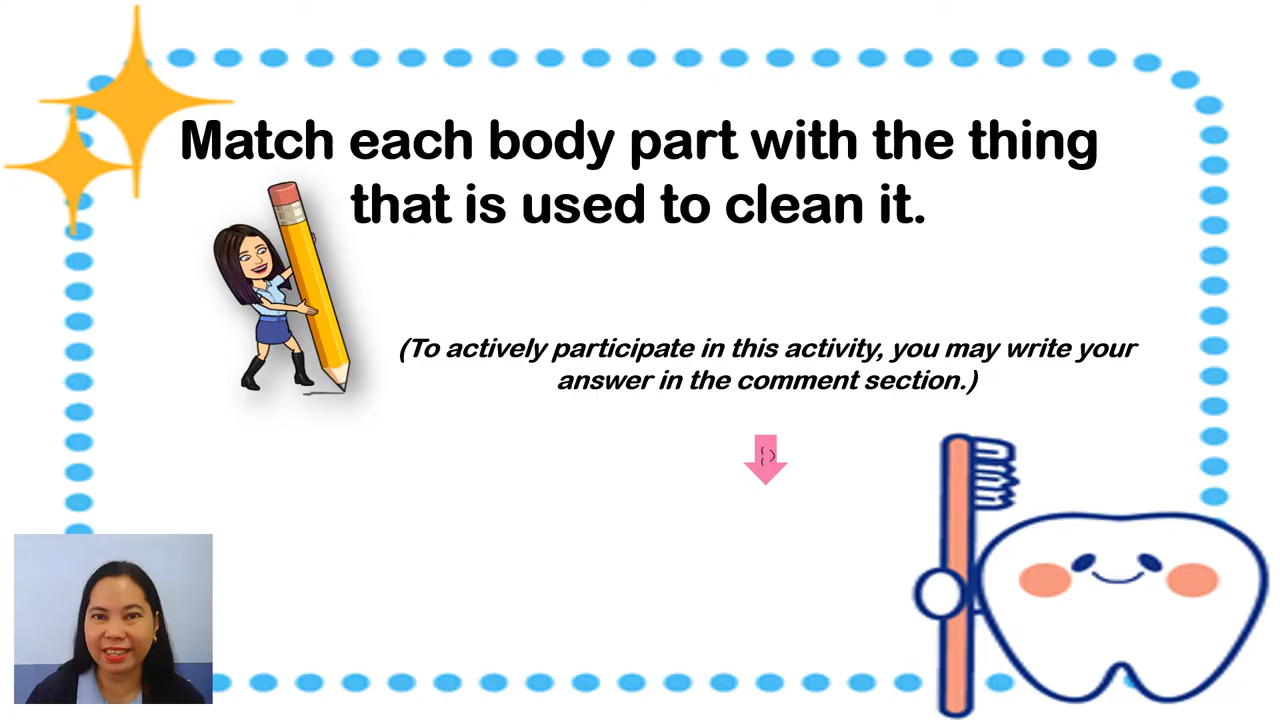 Match each body part with the thing
that is used to clean it.
(To actively participate in this activity, you may write your
answer in the comment section.)